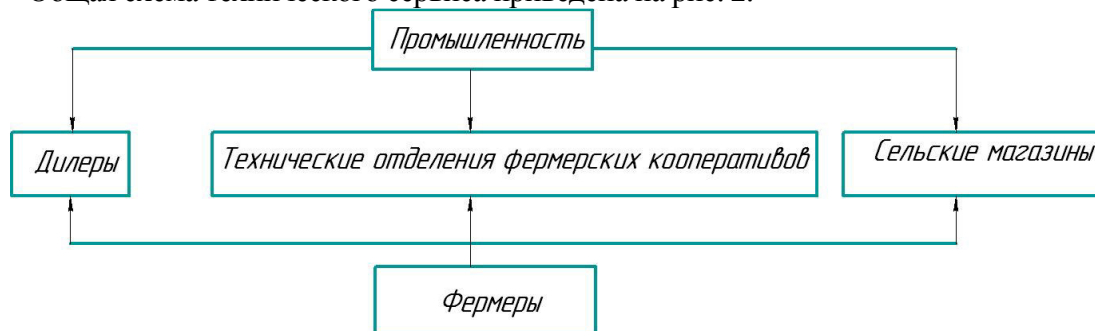 Общая схема технического сервиса приведена на рис. 2.
Промышленность
Дилеры
Технические отделения фермерских кооперативов
Сельские магазины
Фермеры